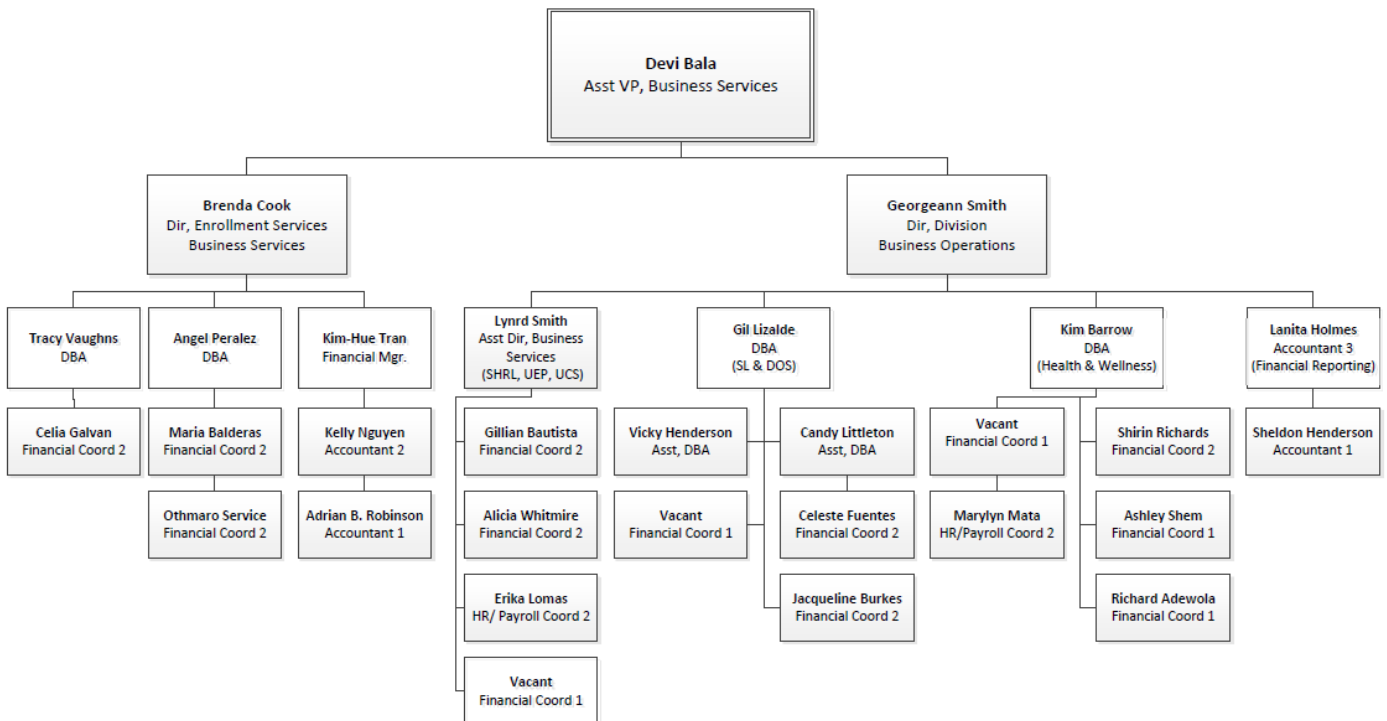 Devi Bala
Asst VP, Business Services
Brenda Cook
Dir, Enrollment Services
Business Services
Georgeann Smith
Dir, Division
Business Operations
Tracy Vaughns
DBA
Angel Peralez
DBA
Kim-Hue Tran
Financial Mgr.
Lynrd Smith
Asst Dir, Business
Services
(SHRL, UEP, UCS)
Gil Lizalde
DBA
(SL & DOS)
Kim Barrow
DBA
(Health & Wellness)
Lanita Holmes
Accountant 3
(Financial Reporting)
Celia Galvan
Financial Coord 2
Maria Balderas
Financial Coord 2
Kelly Nguyen
Accountant 2
Gillian Bautista
Financial Coord 2
Vicky Henderson
Asst, DBA
Candy Littleton
Asst, DBA
Vacant
Financial Coord 1
Shirin Richards
Financial Coord 2
Sheldon Henderson
Accountant 1
Othmaro Service
Financial Coord 2
Adrian B. Robinson
Accountant 1
Alicia Whitmire
Financial Coord 2
Vacant
Financial Coord 1
Celeste Fuentes
Financial Coord 2
Marylyn Mata
HR/Payroll Coord 2
Ashley Shem
Financial Coord 1
Erika Lomas
HR/ Payroll Coord 2
Jacqueline Burkes
Financial Coord 2
Richard Adewola
Financial Coord 1
Vacant
Financial Coord 1